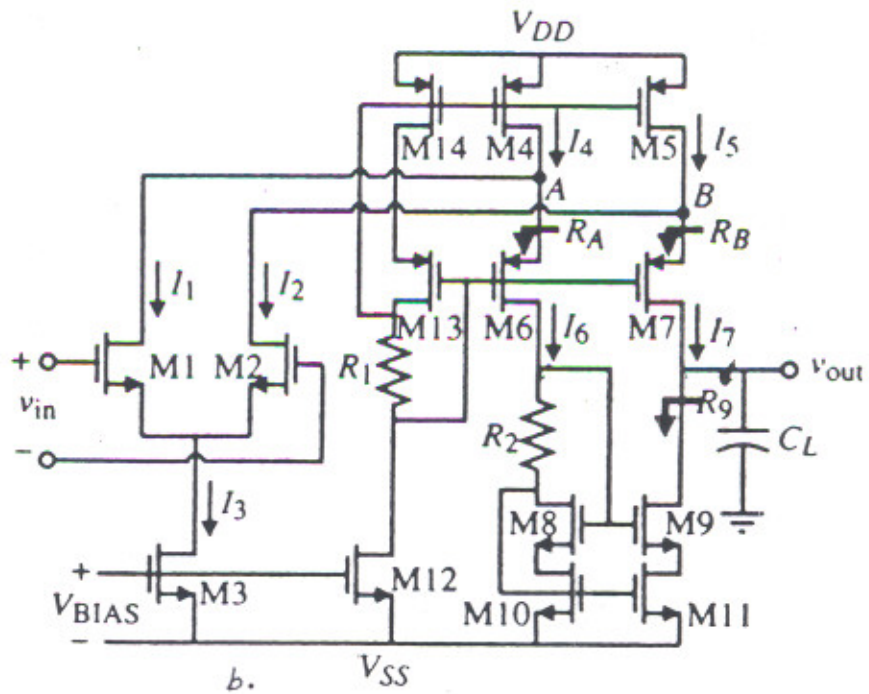 V_DD
M14 M4 I_4 M5 I_5
A B
R_A R_B
I_1 I_2
M13 M6 I_6 M7 I_7
+ M1 M2 R_1 v_out
v_in R_9
− R_2 C_L
I_3
M8 M9
+
V_BIAS M3 M12
− M10 M11
V_SS
b.